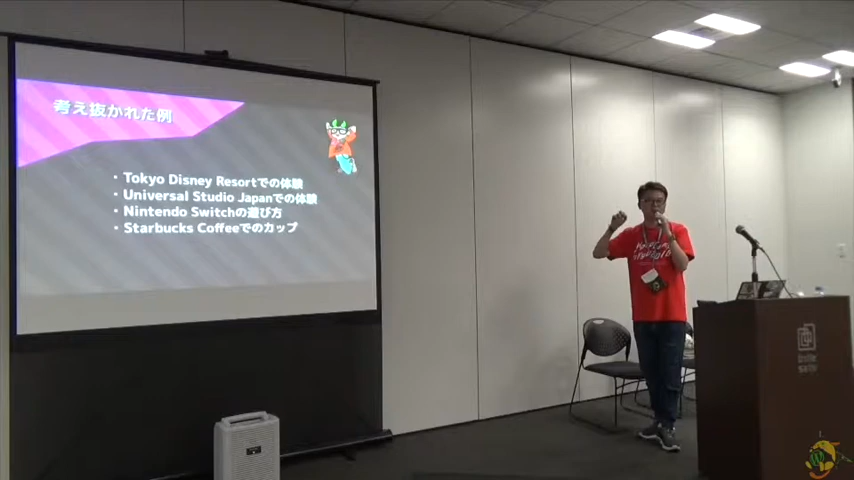 考え抜かれた例
・Tokyo Disney Resortでの体験
・Universal Studio Japanでの体験
・Nintendo Switchの遊び方
・Starbucks Coffeeでのカップ